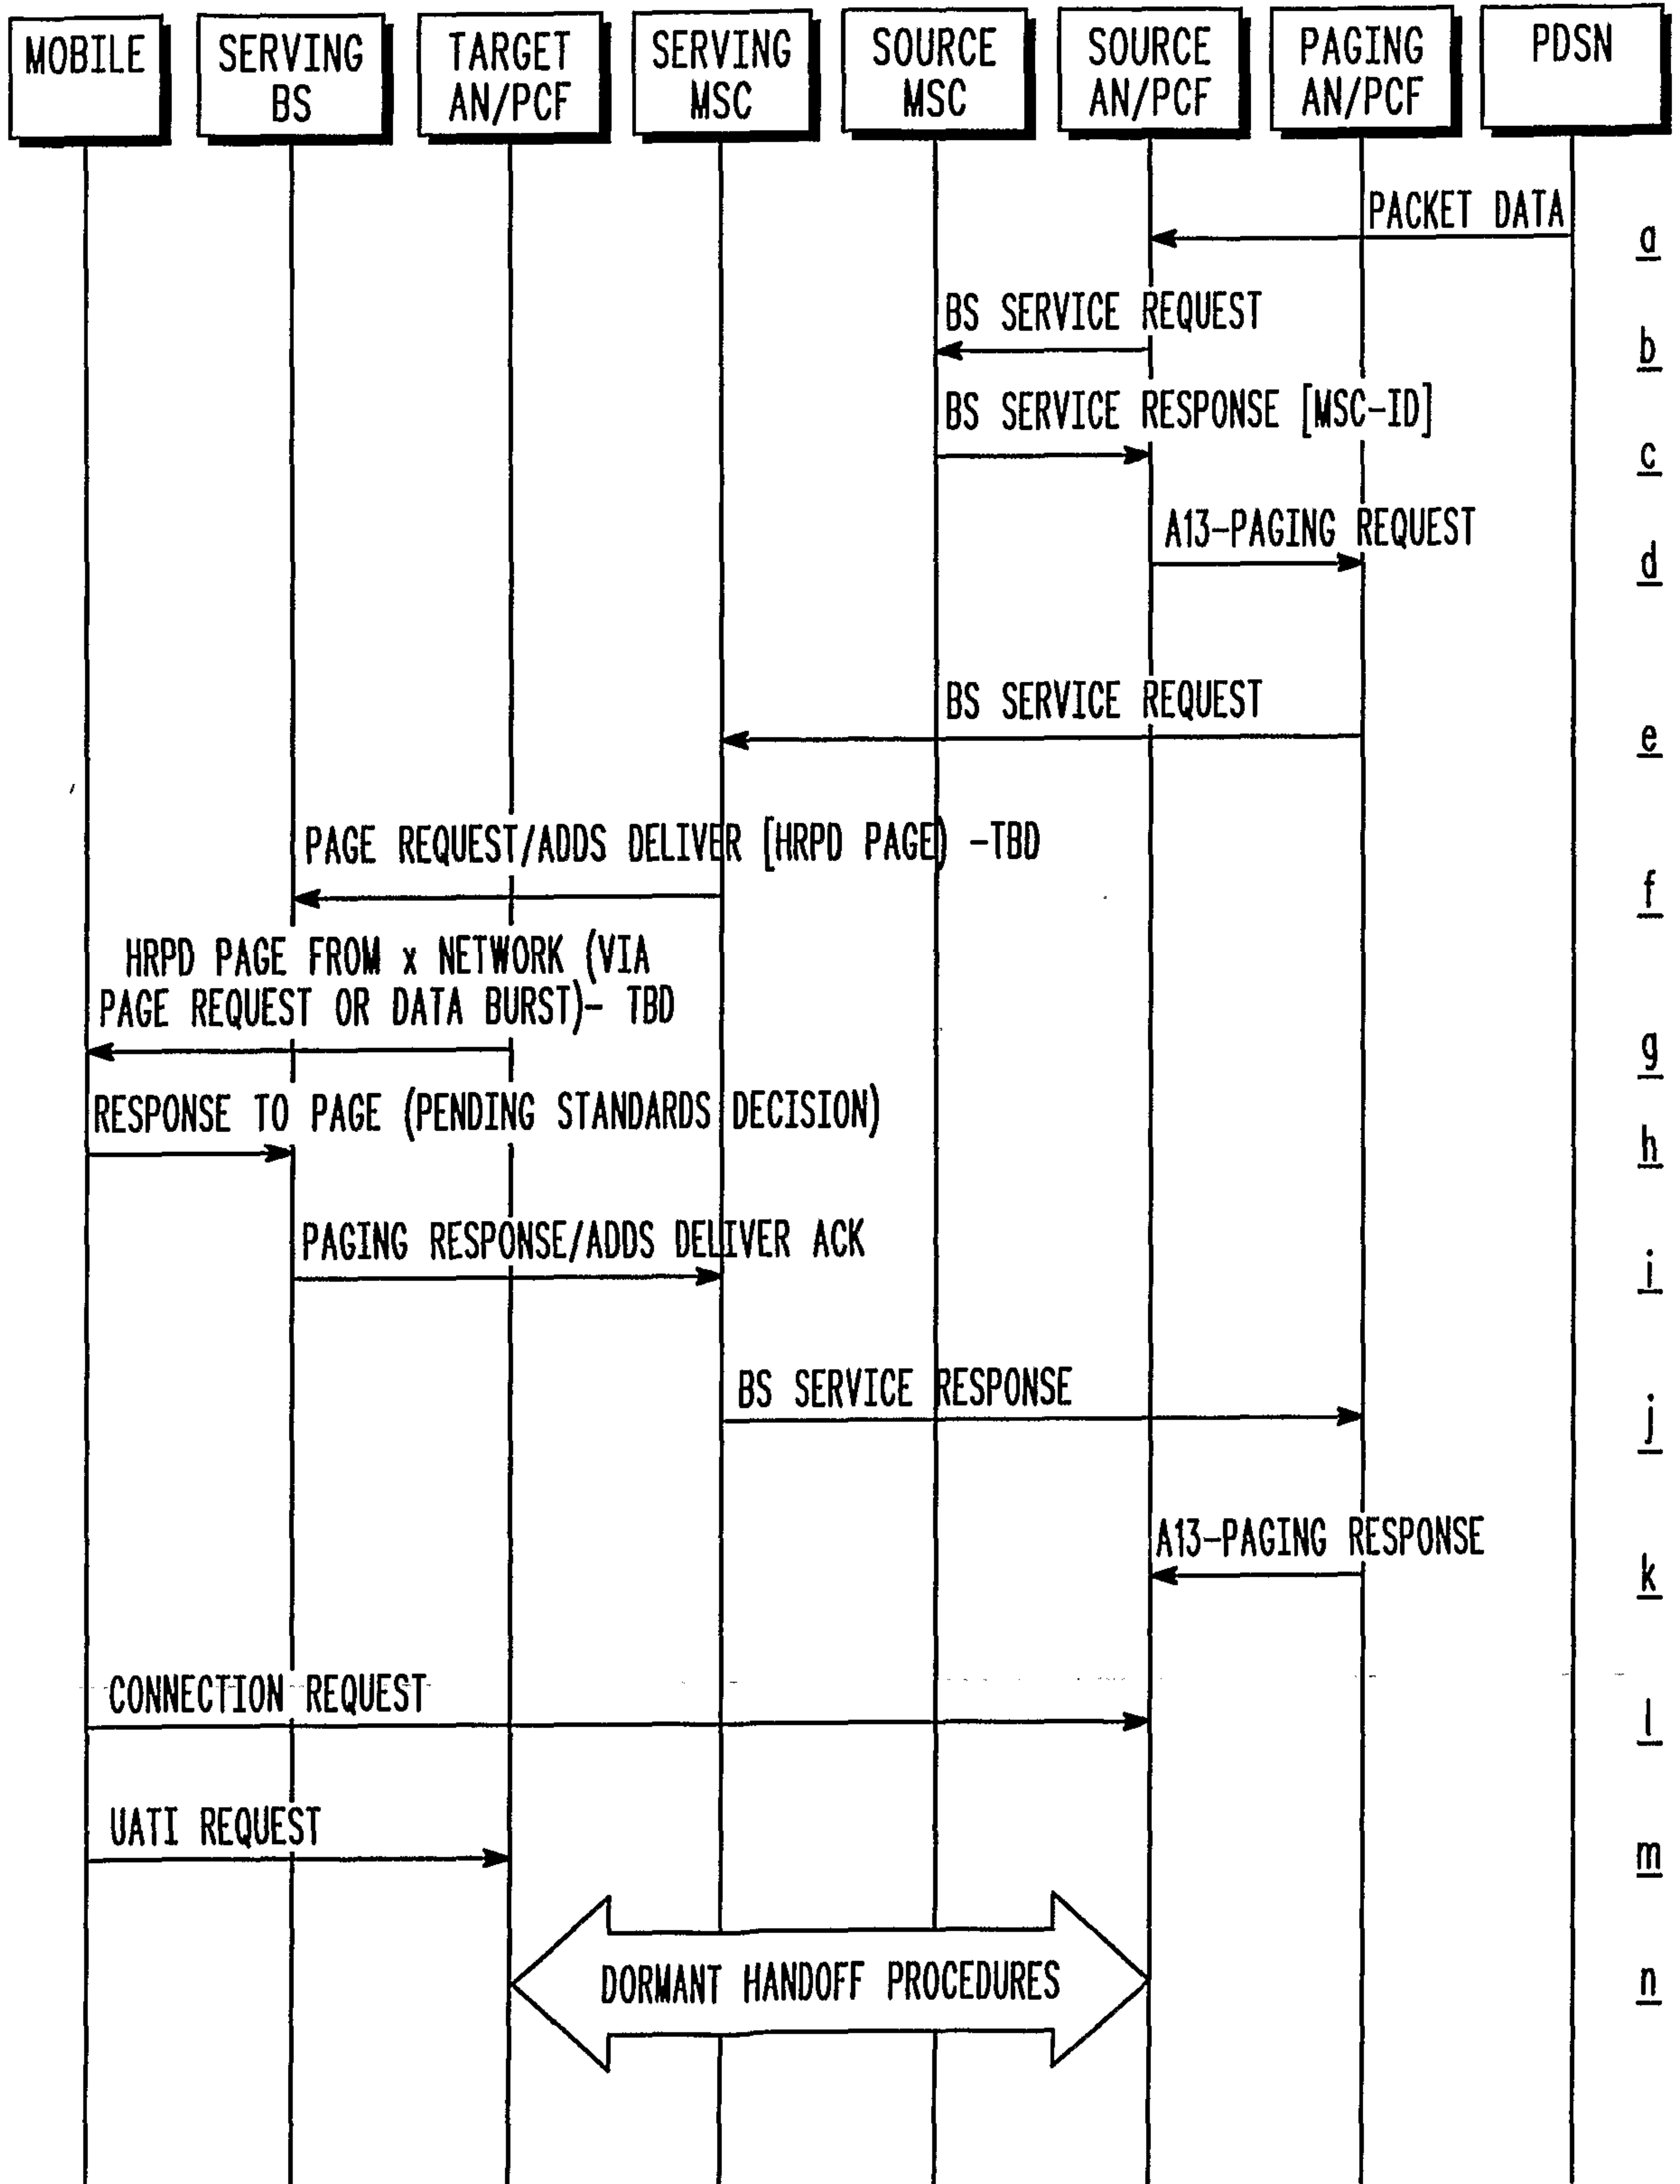 MOBILE
SERVING
BS
TARGET
AN/PCF
SERVING
MSC
SOURCE
MSC
SOURCE
AN/PCF
PAGING
AN/PCF
PDSN
PACKET DATA
a
BS SERVICE REQUEST
b
BS SERVICE RESPONSE [MSC-ID]
c
A13-PAGING REQUEST
d
BS SERVICE REQUEST
e
PAGE REQUEST/ADDS DELIVER [HRPD PAGE) -TBD
f
HRPD PAGE FROM x NETWORK (VIA
PAGE REQUEST OR DATA BURST)- TBD
g
RESPONSE TO PAGE (PENDING STANDARDS DECISION)
h
PAGING RESPONSE/ADDS DELIVER ACK
i
BS SERVICE RESPONSE
j
A13-PAGING RESPONSE
k
CONNECTION REQUEST
l
UATI REQUEST
m
DORMANT HANDOFF PROCEDURES
n